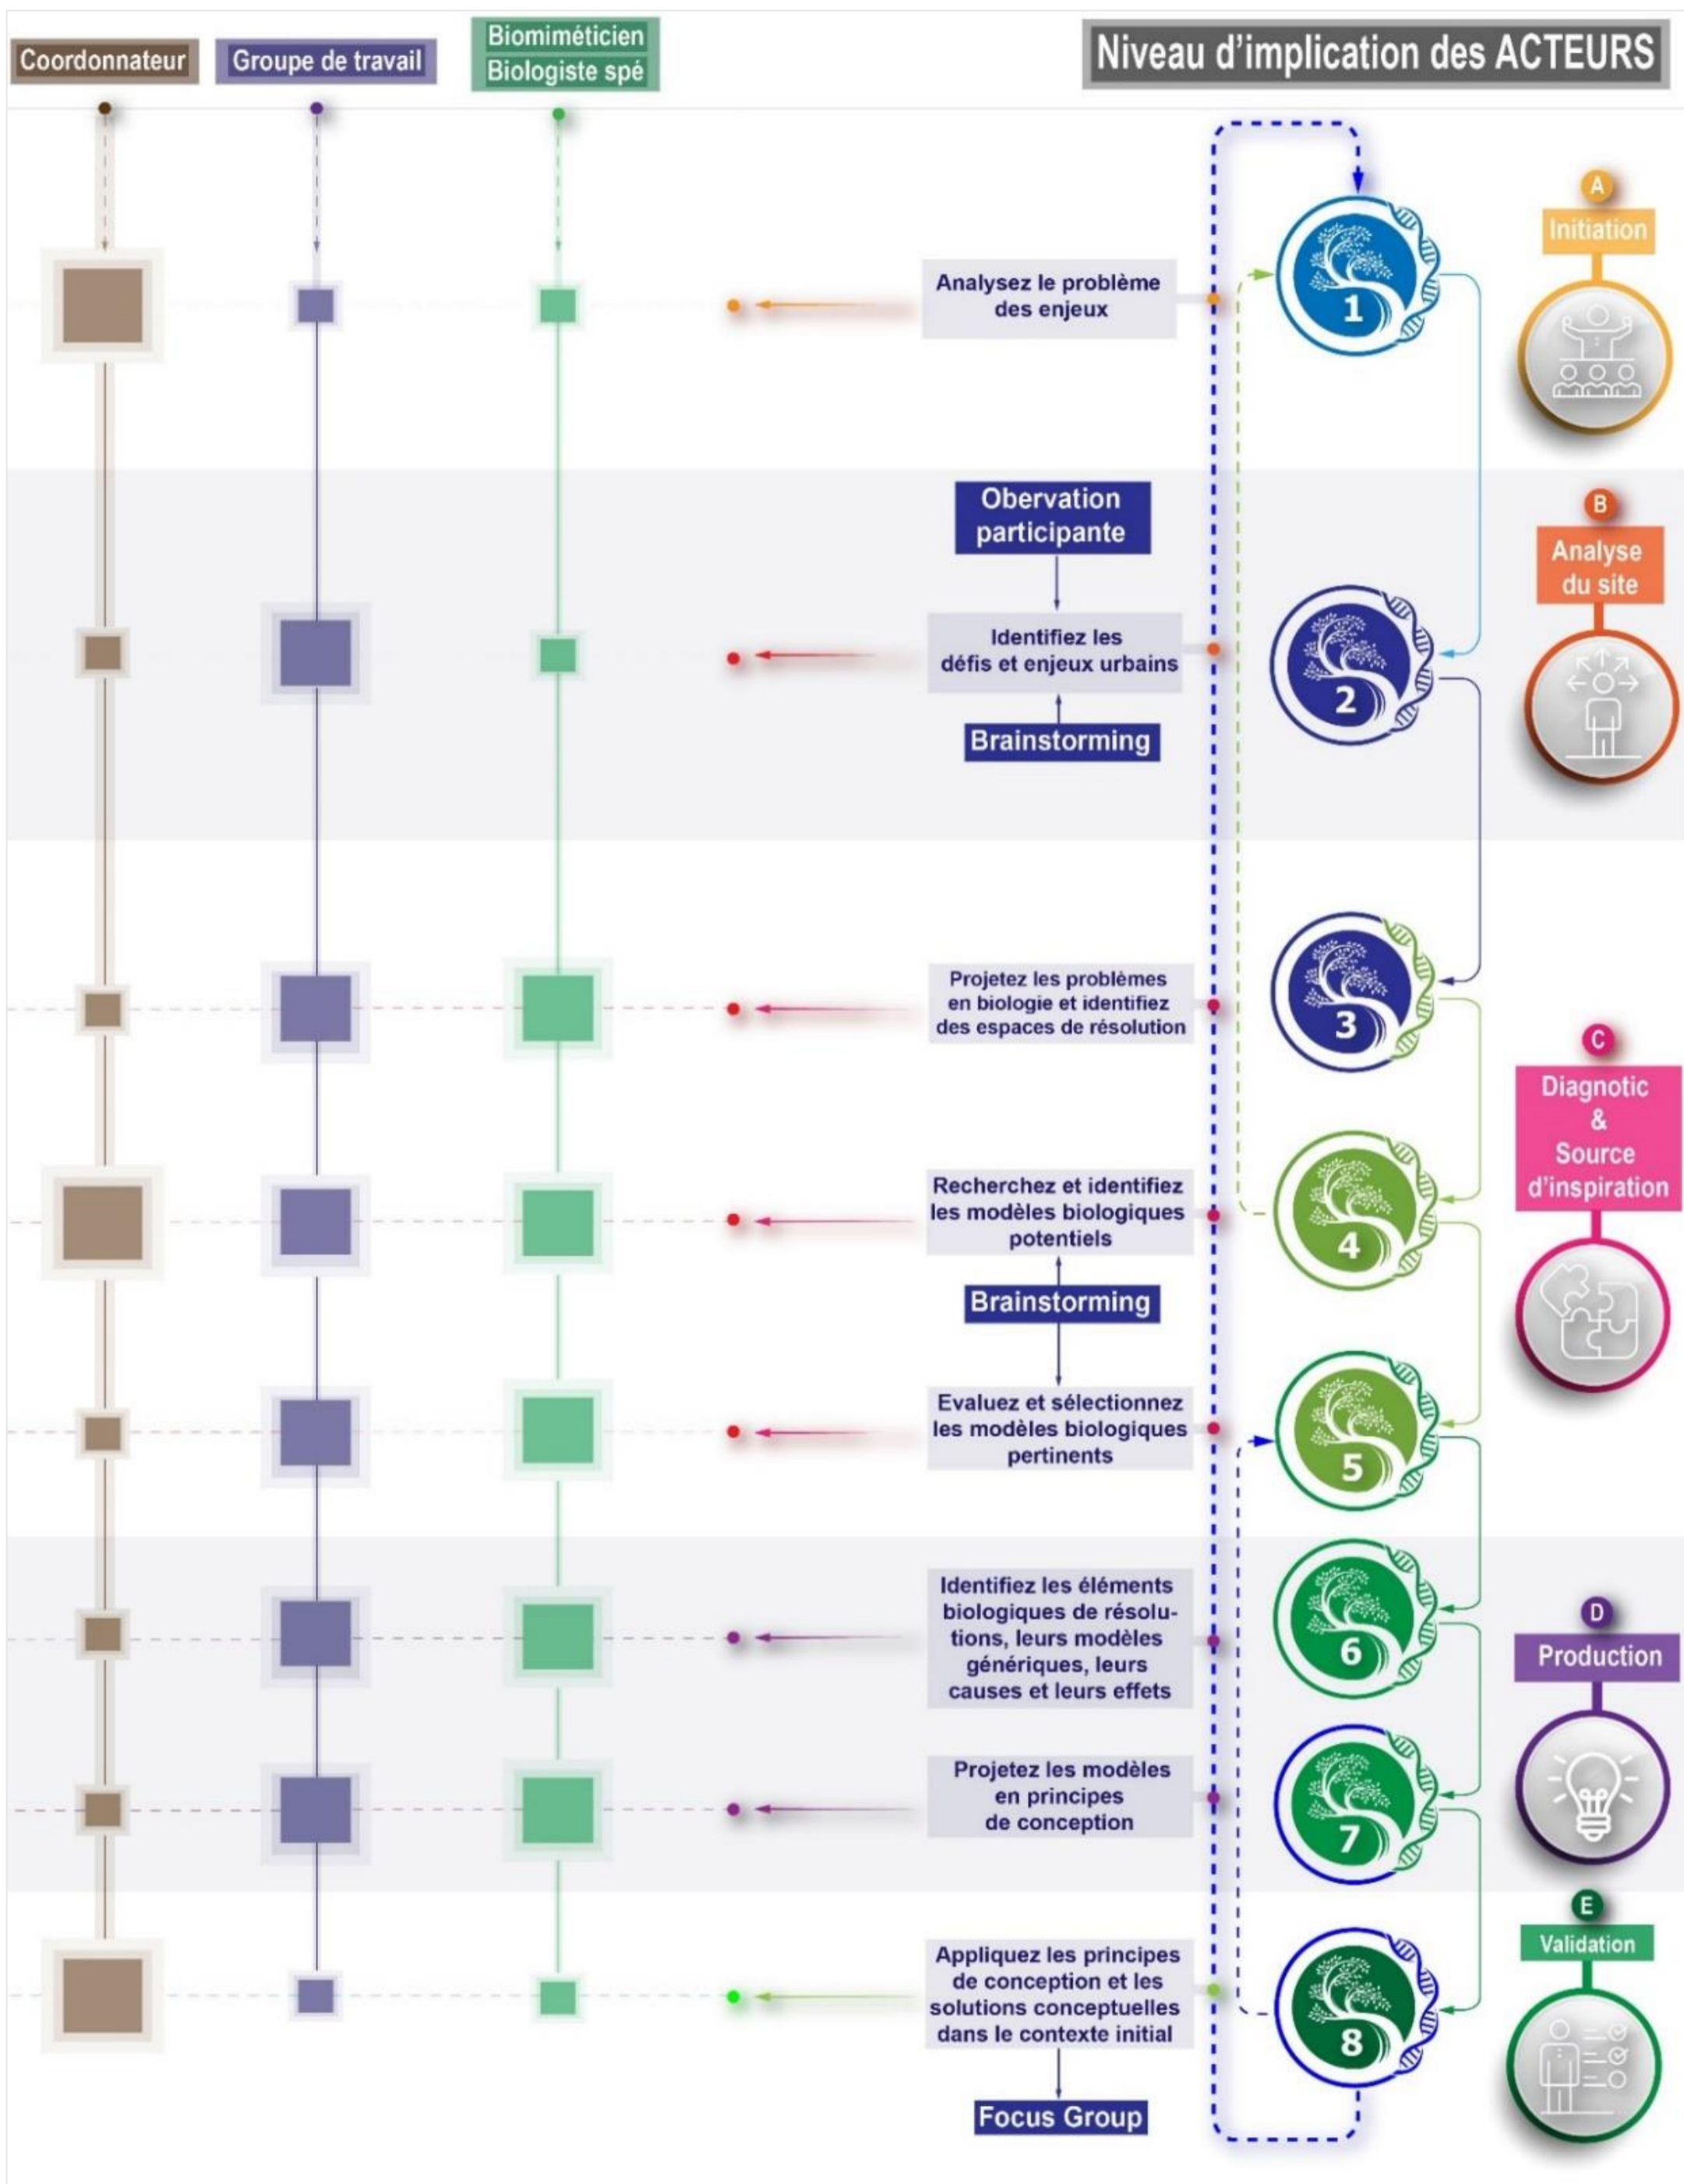 Coordonnateur
Groupe de travail
Biomiméticien
Biologiste spé
Niveau d'implication des ACTEURS
A
Initiation
Analysez le problème
des enjeux
1
B
Analyse
du site
Obervation
participante
Identifiez les
défis et enjeux urbains
Brainstorming
2
Projetez les problèmes
en biologie et identifiez
des espaces de résolution
3
C
Diagnotic
&
Source
d'inspiration
Recherchez et identifiez
les modèles biologiques
potentiels
4
Brainstorming
Evaluez et sélectionnez
les modèles biologiques
pertinents
5
D
Production
Identifiez les éléments
biologiques de résolu-
tions, leurs modèles
génériques, leurs
causes et leurs effets
6
Projetez les modèles
en principes
de conception
7
E
Validation
Appliquez les principes
de conception et les
solutions conceptuelles
dans le contexte initial
8
Focus Group